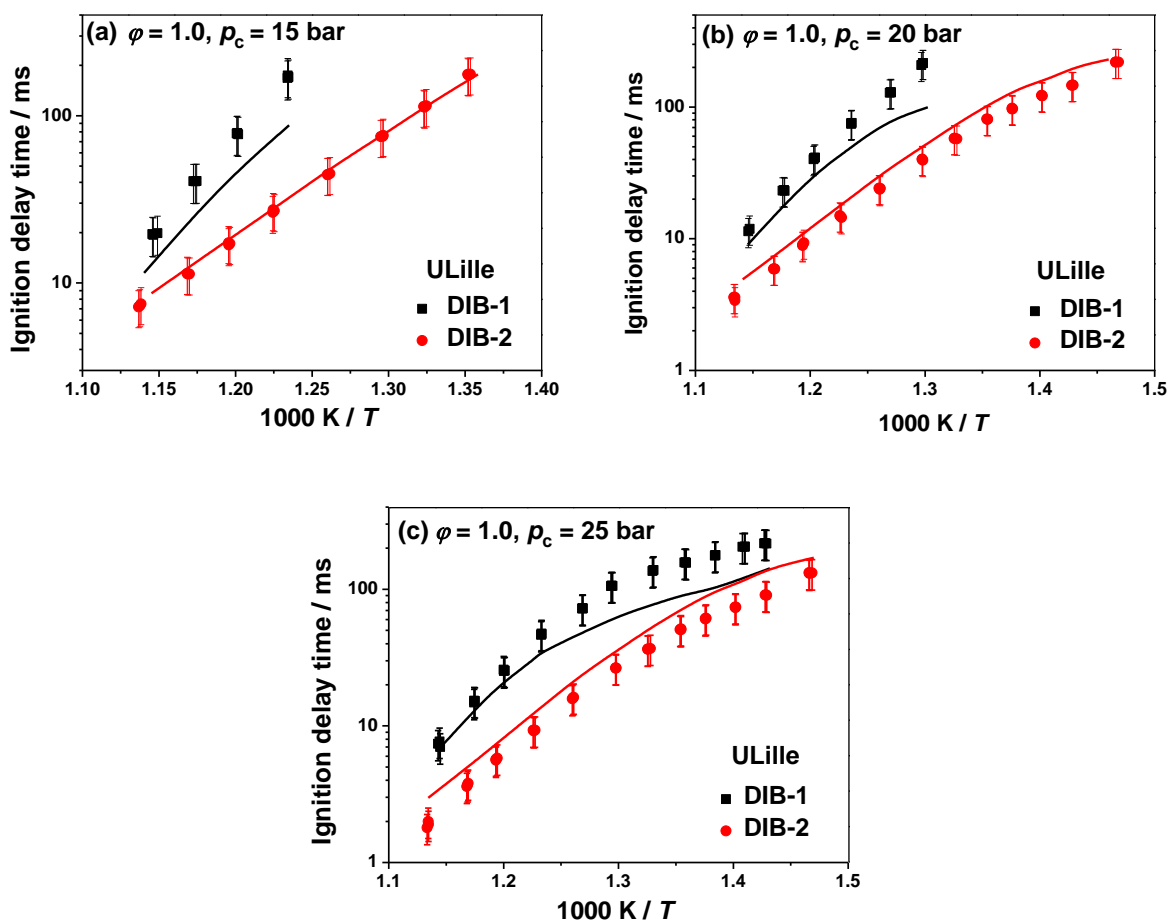 (a) φ = 1.0, pc = 15 bar
Ignition delay time / ms
100
10
ULille
DIB-1
DIB-2
1.10 1.15 1.20 1.25 1.30 1.35 1.40
1000 K / T
(b) φ = 1.0, pc = 20 bar
Ignition delay time / ms
100
10
1
ULille
DIB-1
DIB-2
1.1 1.2 1.3 1.4 1.5
1000 K / T
(c) φ = 1.0, pc = 25 bar
Ignition delay time / ms
100
10
1
ULille
DIB-1
DIB-2
1.1 1.2 1.3 1.4 1.5
1000 K / T